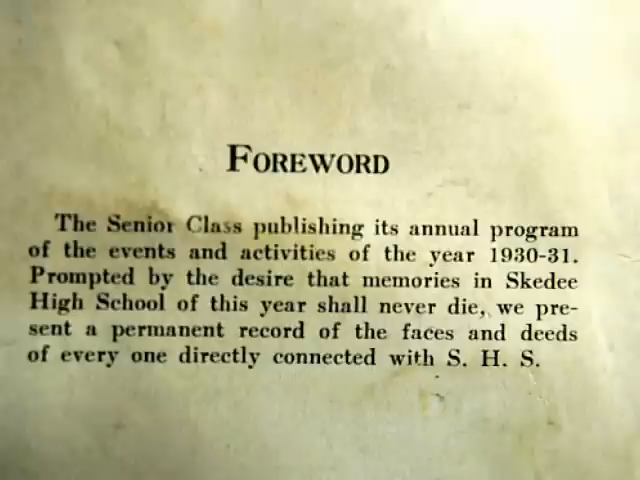 FOREWORD
The Senior Class publishing its annual program
of the events and activities of the year 1930-31.
Prompted by the desire that memories in Skedee
High School of this year shall never die, we pre-
sent a permanent record of the faces and deeds
of every one directly connected with S. H. S.